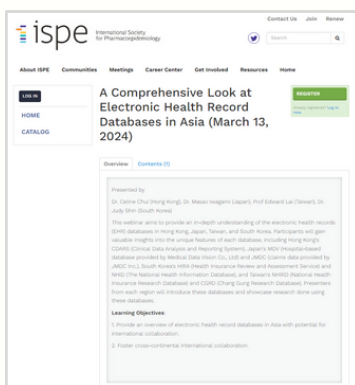 Contact Us Join Renew
ispe International Society
for Pharmacoepidemiology
Search
About ISPE Communities Meetings Career Center Get Involved Resources Home
LOG IN
HOME
CATALOG
A Comprehensive Look at
Electronic Health Record
Databases in Asia (March 13,
2024)
REGISTER
Already registered? Log in
now.
Overview Contents (1)
Presented by
Dr. Celine Chui (Hong Kong), Dr. Masao Iwagami (Japan), Prof Edward Lai (Taiwan), Dr.
Judy Shin (South Korea)
The webinar aims to provide an in-depth understanding of the electronic health records
(EHR) databases in Hong Kong, Japan, Taiwan, and South Korea. Participants will gain
valuable insights into the unique features of each database, including Hong Kong's
CDARS (Clinical Data Analysis and Reporting System), Japan's MDV (Hospital-based
database provided by Medical Data Vision Co., Ltd) and JMDC (claims data provided by
JMDC Inc.), South Korea's HIRA (Health Insurance Review and Assessment Service) and
NHID (The National Health Information Database), and Taiwan's NHIRD (National Health
Insurance Research Database) and CGRD (Chang Gung Research Database). Presenters
from each region will introduce these databases and showcase research done using
these databases.
Learning Objectives:
1. Provide an overview of electronic health record databases in Asia with potential for
international collaboration.
2. Foster cross-continental international collaboration.